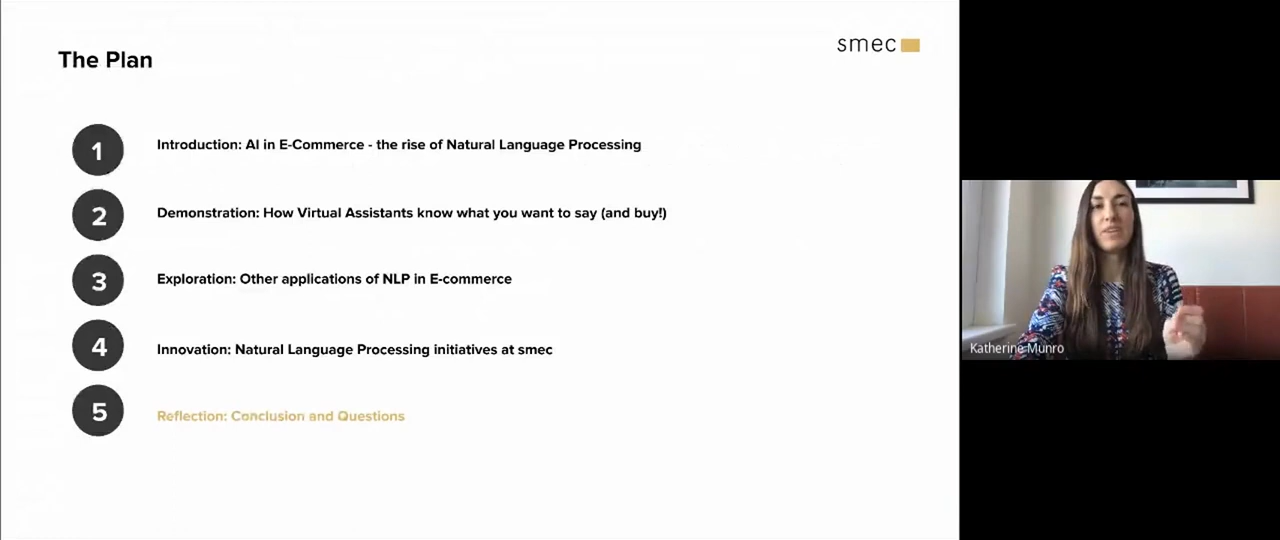 The Plan
smec
1
Introduction: AI in E-Commerce - the rise of Natural Language Processing
2
Demonstration: How Virtual Assistants know what you want to say (and buy!)
3
Exploration: Other applications of NLP in E-commerce
4
Innovation: Natural Language Processing initiatives at smec
5
Reflection: Conclusion and Questions
Katherine Munro